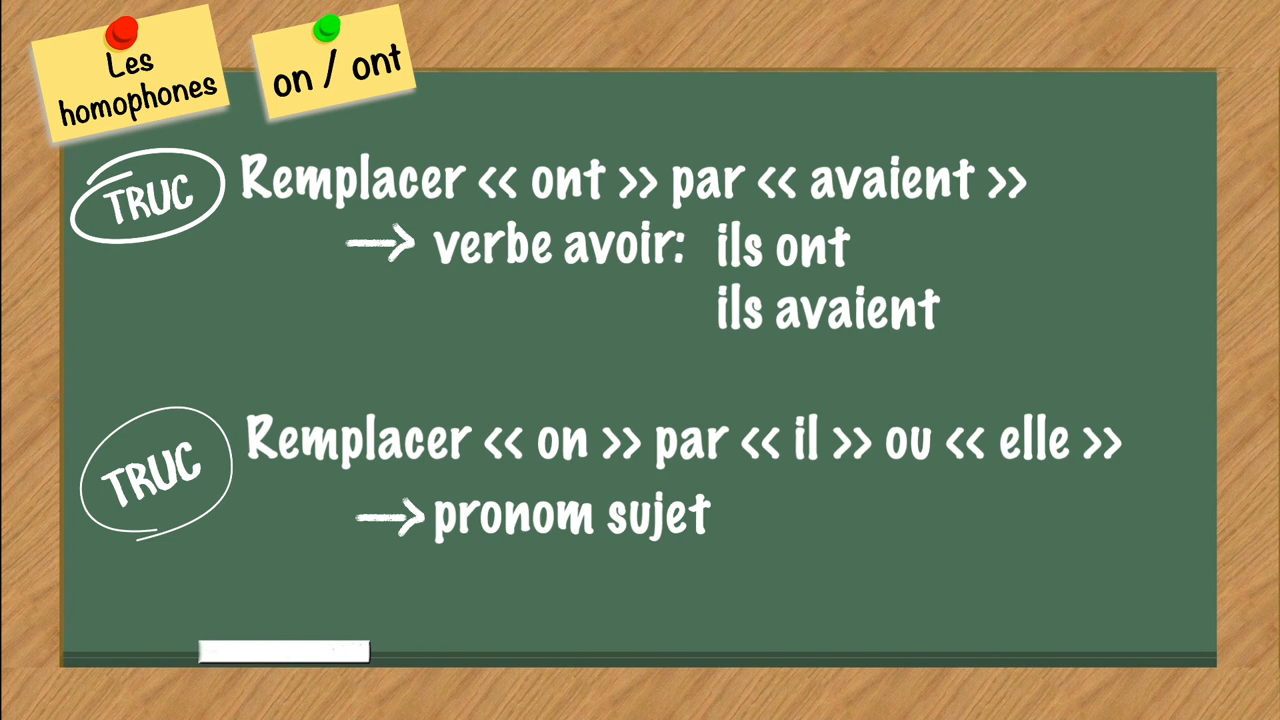 Les
homophones
on / ont
TRUC Remplacer << ont >> par << avaient >>
→ verbe avoir: ils ont
ils avaient
TRUC Remplacer << on >> par << il >> ou << elle >>
→ pronom sujet